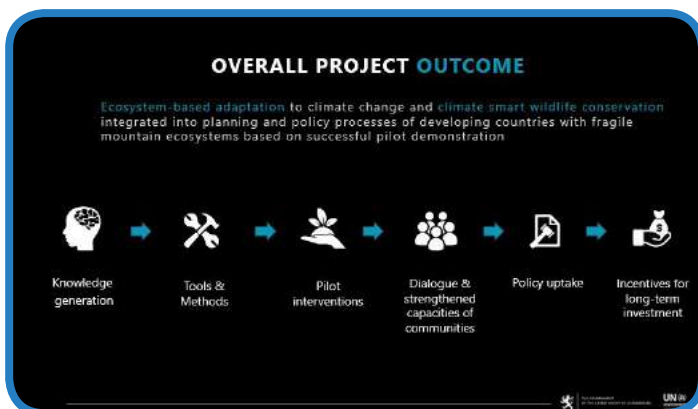 OVERALL PROJECT OUTCOME
Ecosystem-based adaptation to climate change and climate smart wildlife conservation
integrated into planning and policy processes of developing countries with fragile
mountain ecosystems based on successful pilot demonstration
Knowledge
generation
Tools &
Methods
Pilot
interventions
Dialogue &
strengthened
capacities of
communities
Policy uptake
Incentives for
long-term
investment
UN